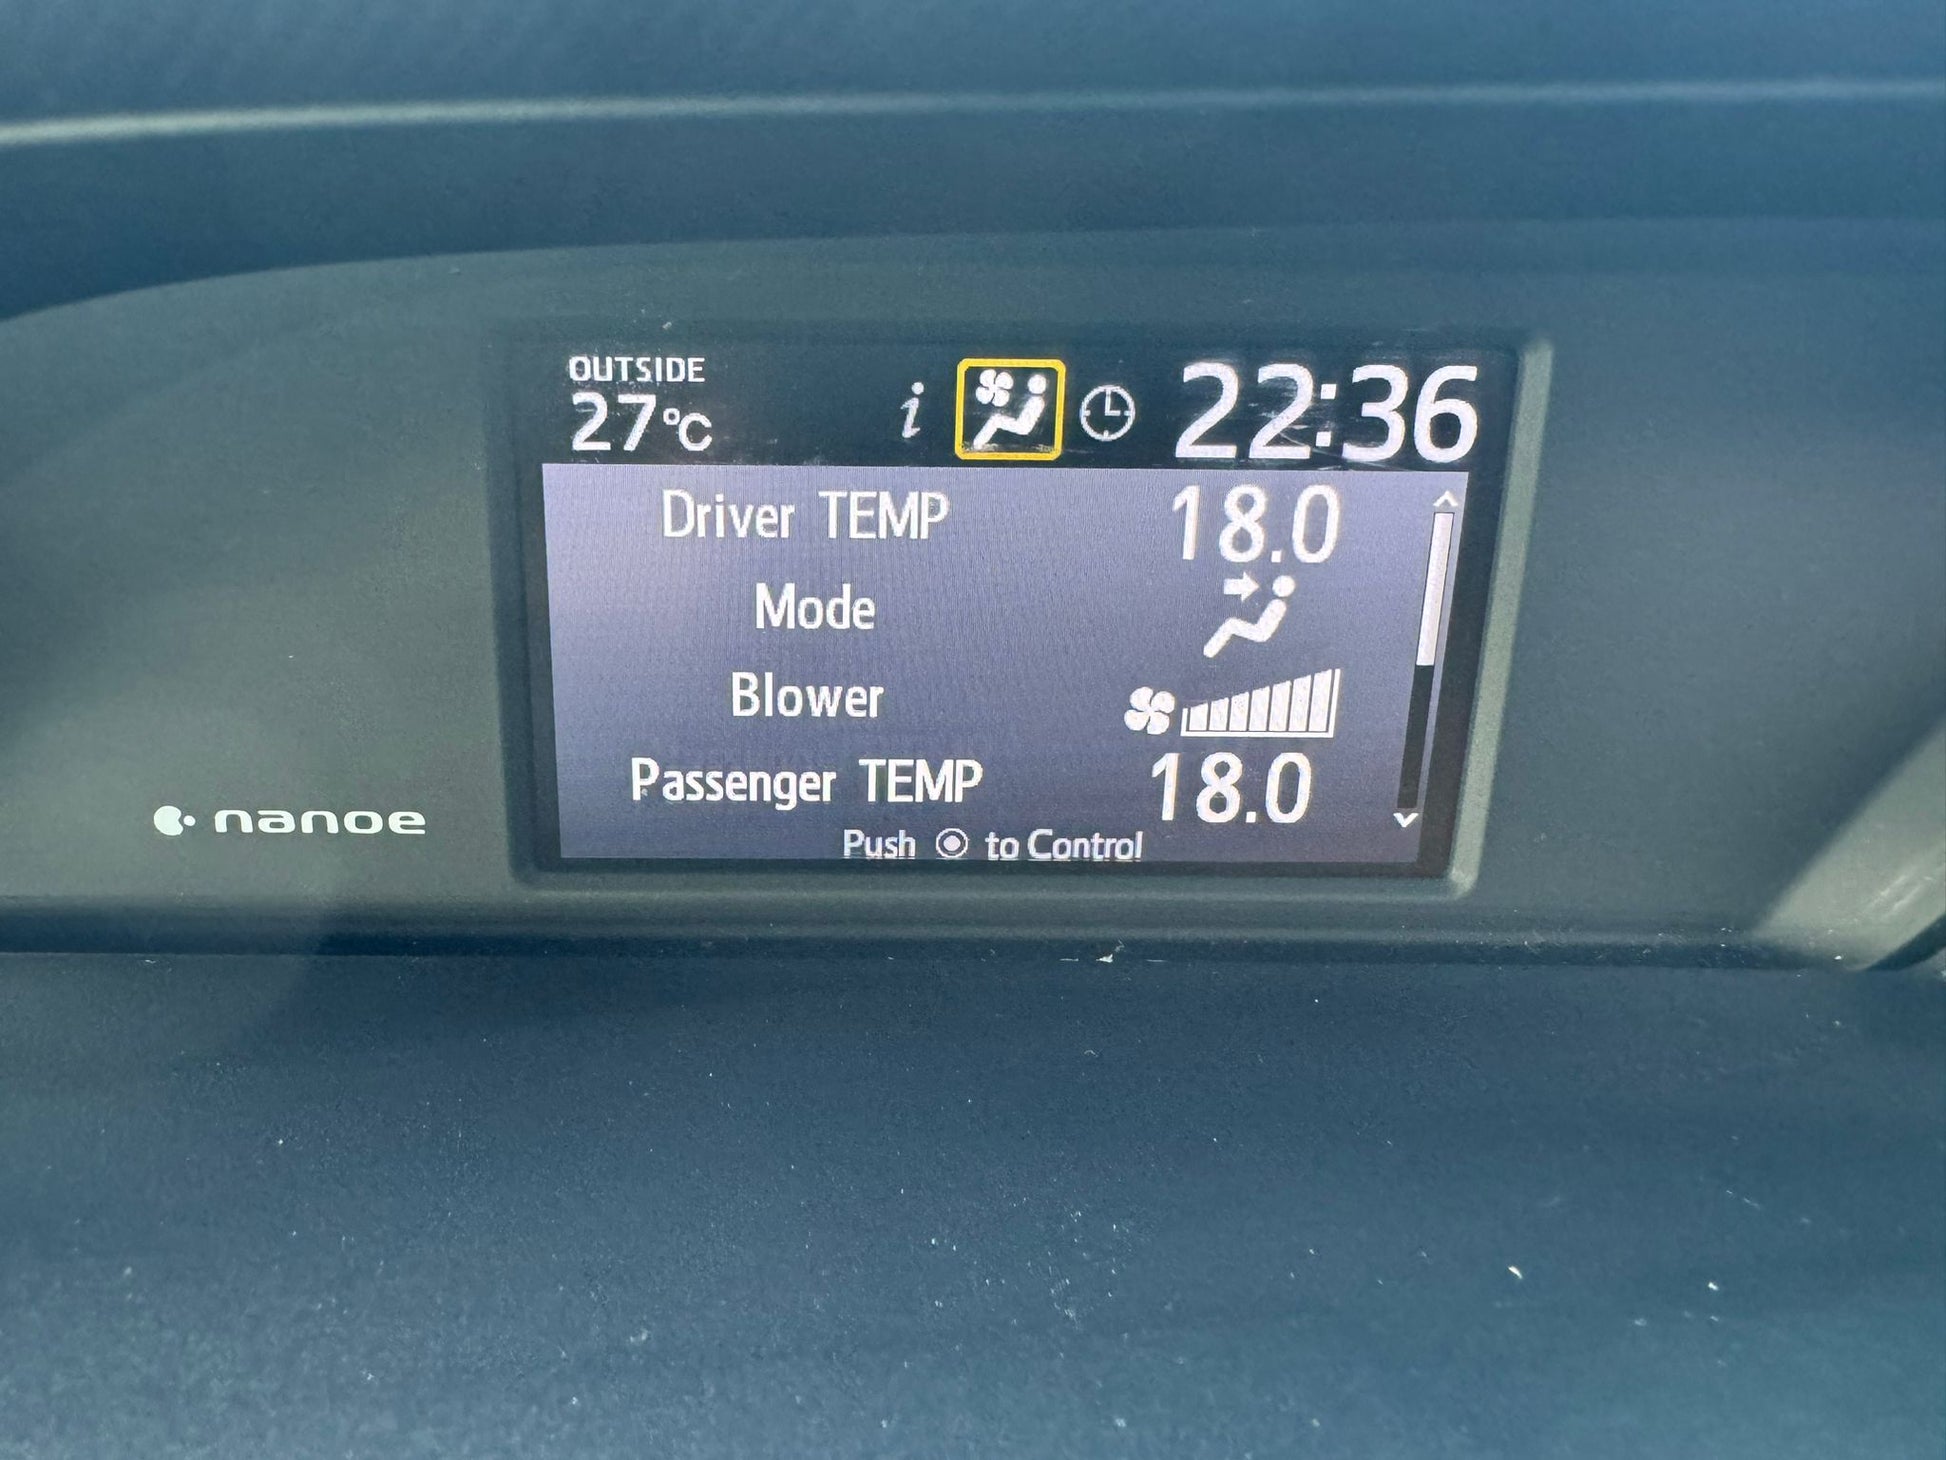 OUTSIDE
27°C
i
22:36
Driver TEMP 18.0
Mode
Blower
Passenger TEMP 18.0
Push to Control
nanoe